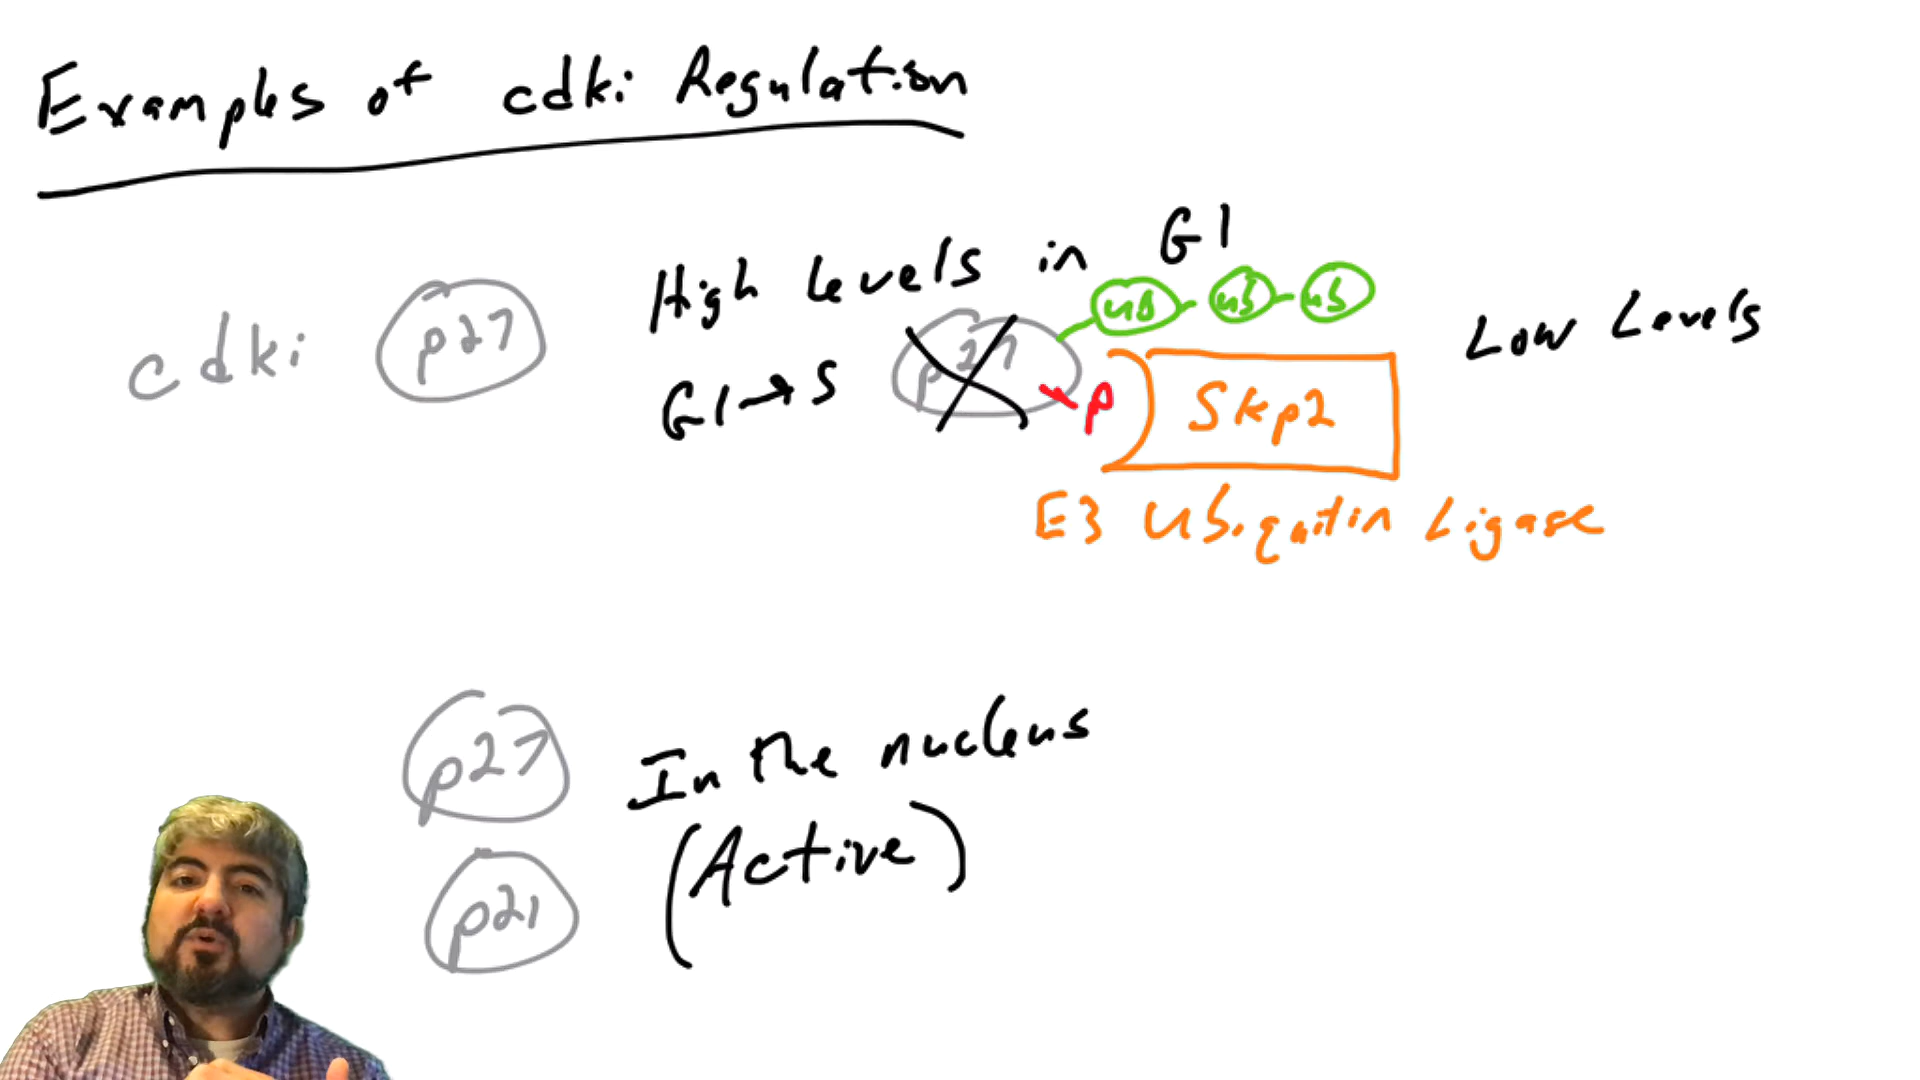 Examples of cdki Regulation
cdki p27 High Levels in G1
G1→S p27 P uB ub ub Skp2 Low Levels
E3 Ubiquitin Ligase
p27 In the nucleus
p21 (Active)